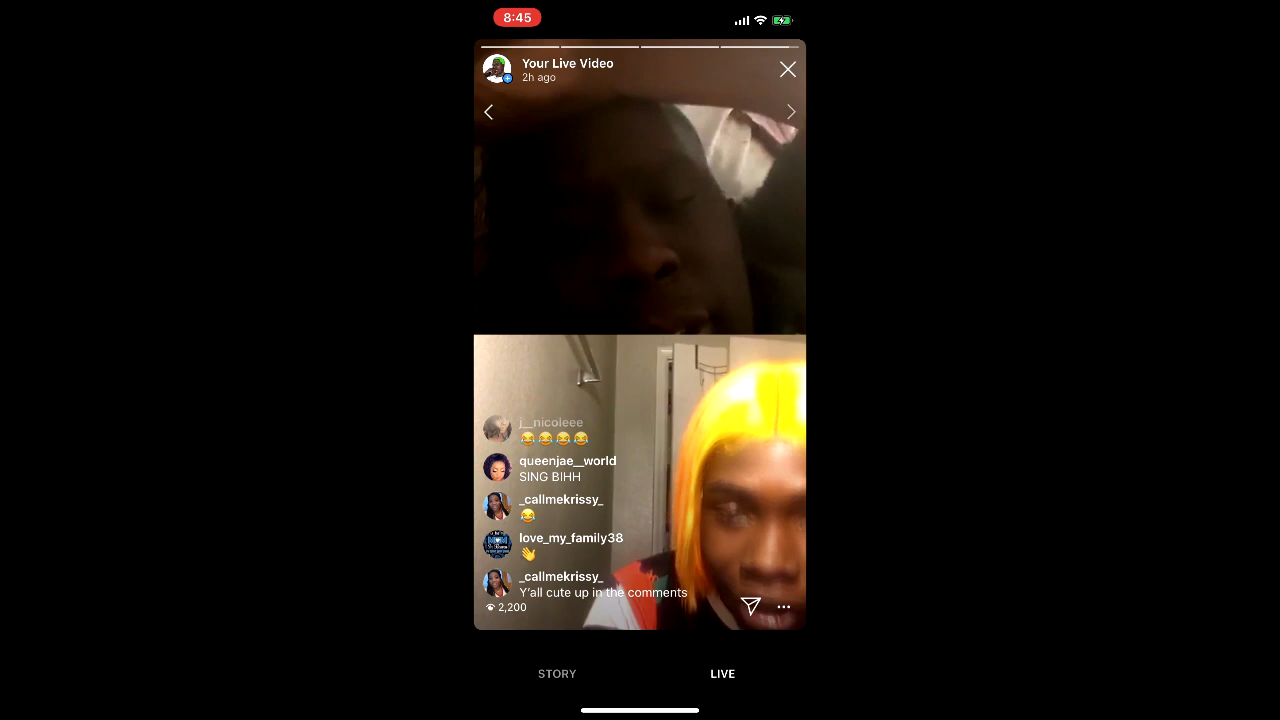 8:45
Your Live Video
2h ago
j__nicoleee
😂😂😂😂
queenjae__world
SING BIHH
_callmekrissy_
😂
love_my_family38
👋
_callmekrissy_
Y'all cute up in the comments
2,200
STORY
LIVE